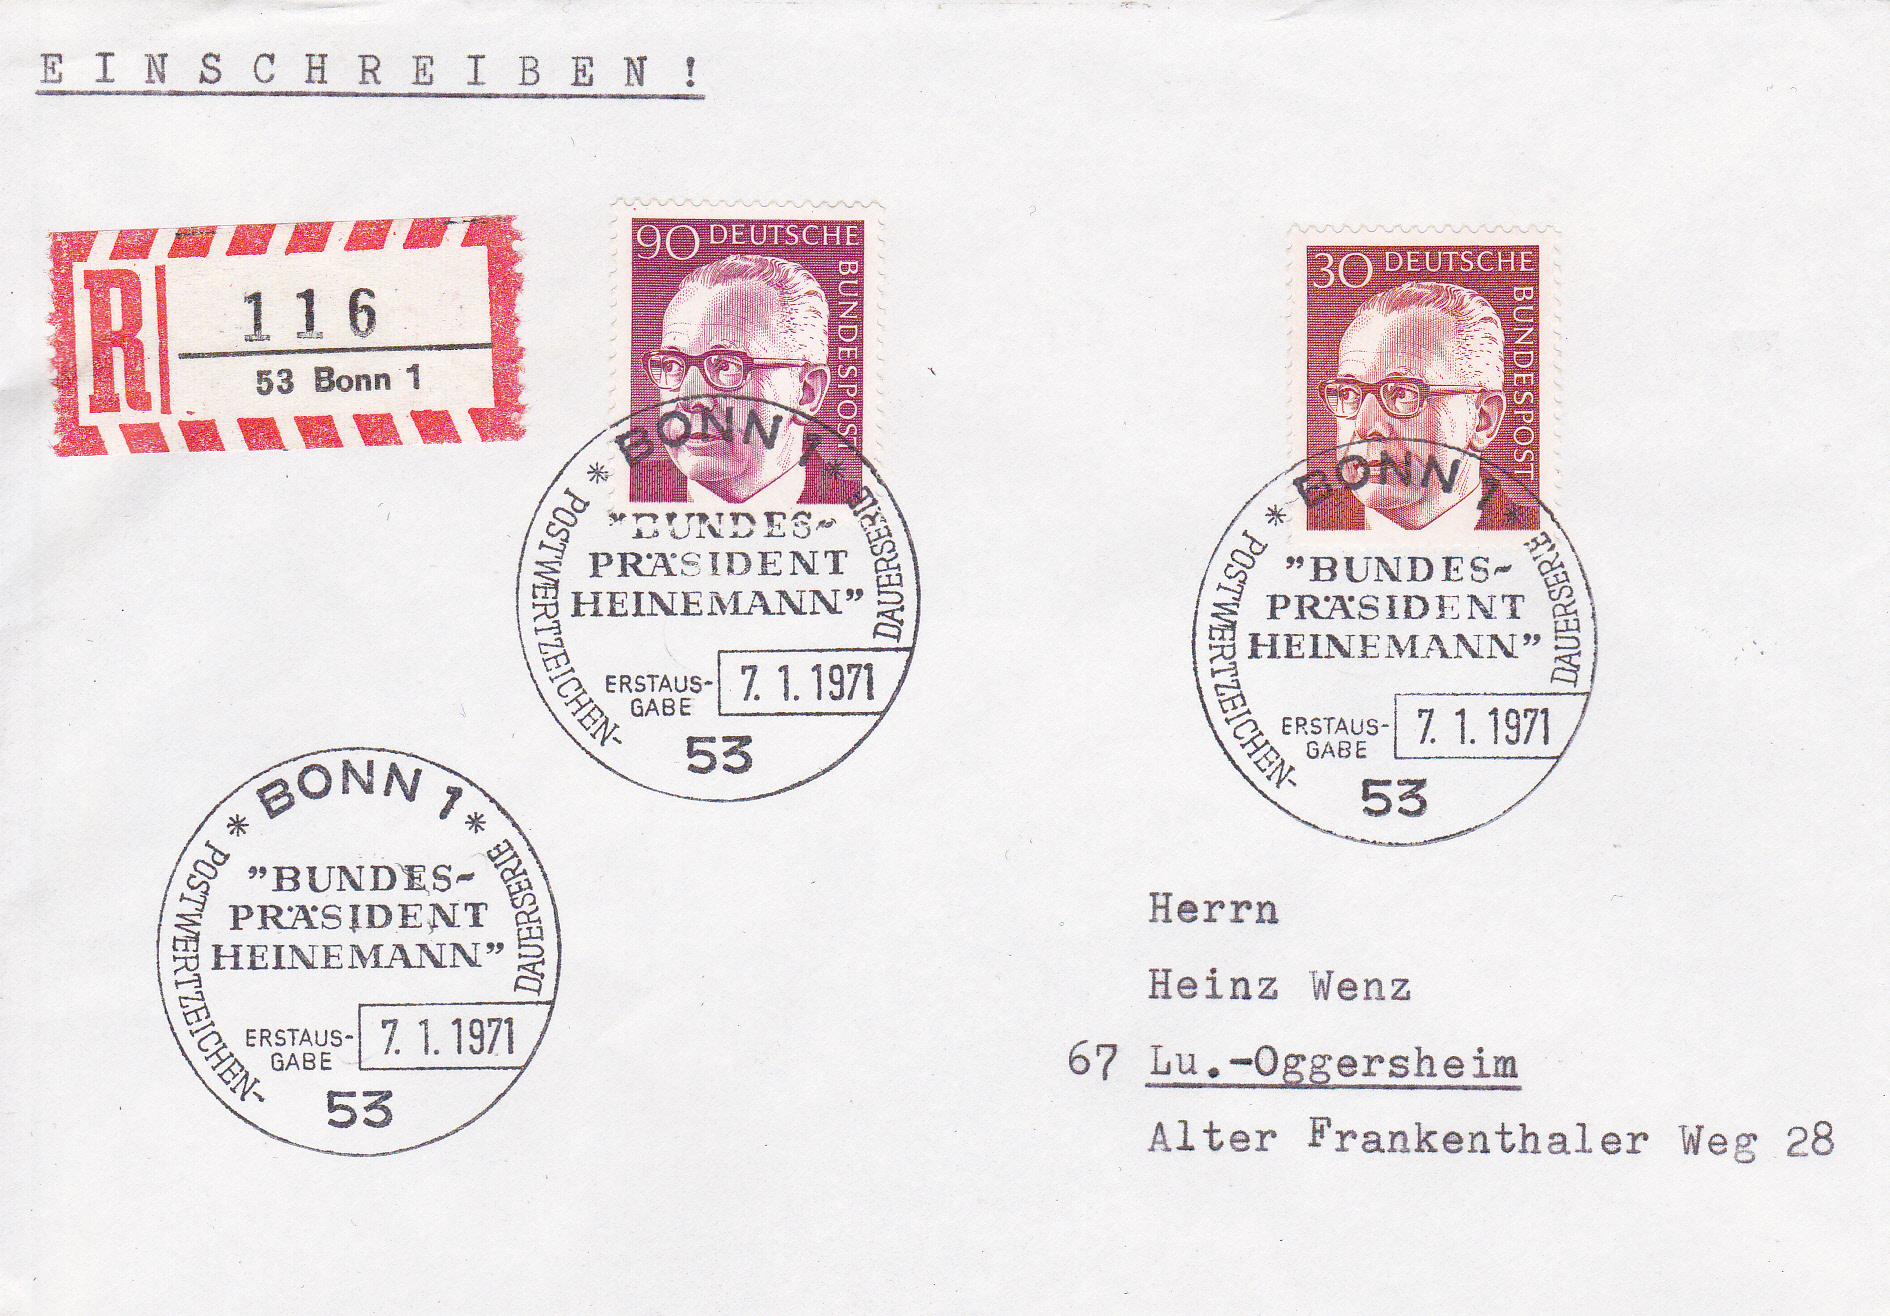 EINSCHREIBEN!
R
116
53 Bonn 1
90 DEUTSCHE
BUNDESPOST
30 DEUTSCHE
BUNDESPOST
* BONN 1 *
POSTWERTZEICHEN-
DAUERSERIE
"BUNDES-
PRÄSIDENT
HEINEMANN"
ERSTAUS-
GABE
7. 1. 1971
53
* BONN 1 *
POSTWERTZEICHEN-
DAUERSERIE
"BUNDES-
PRÄSIDENT
HEINEMANN"
ERSTAUS-
GABE
7. 1. 1971
53
* BONN 1 *
POSTWERTZEICHEN-
DAUERSERIE
"BUNDES-
PRÄSIDENT
HEINEMANN"
ERSTAUS-
GABE
7. 1. 1971
53
Herrn
Heinz Wenz
67 Lu.-Oggersheim
Alter Frankenthaler Weg 28